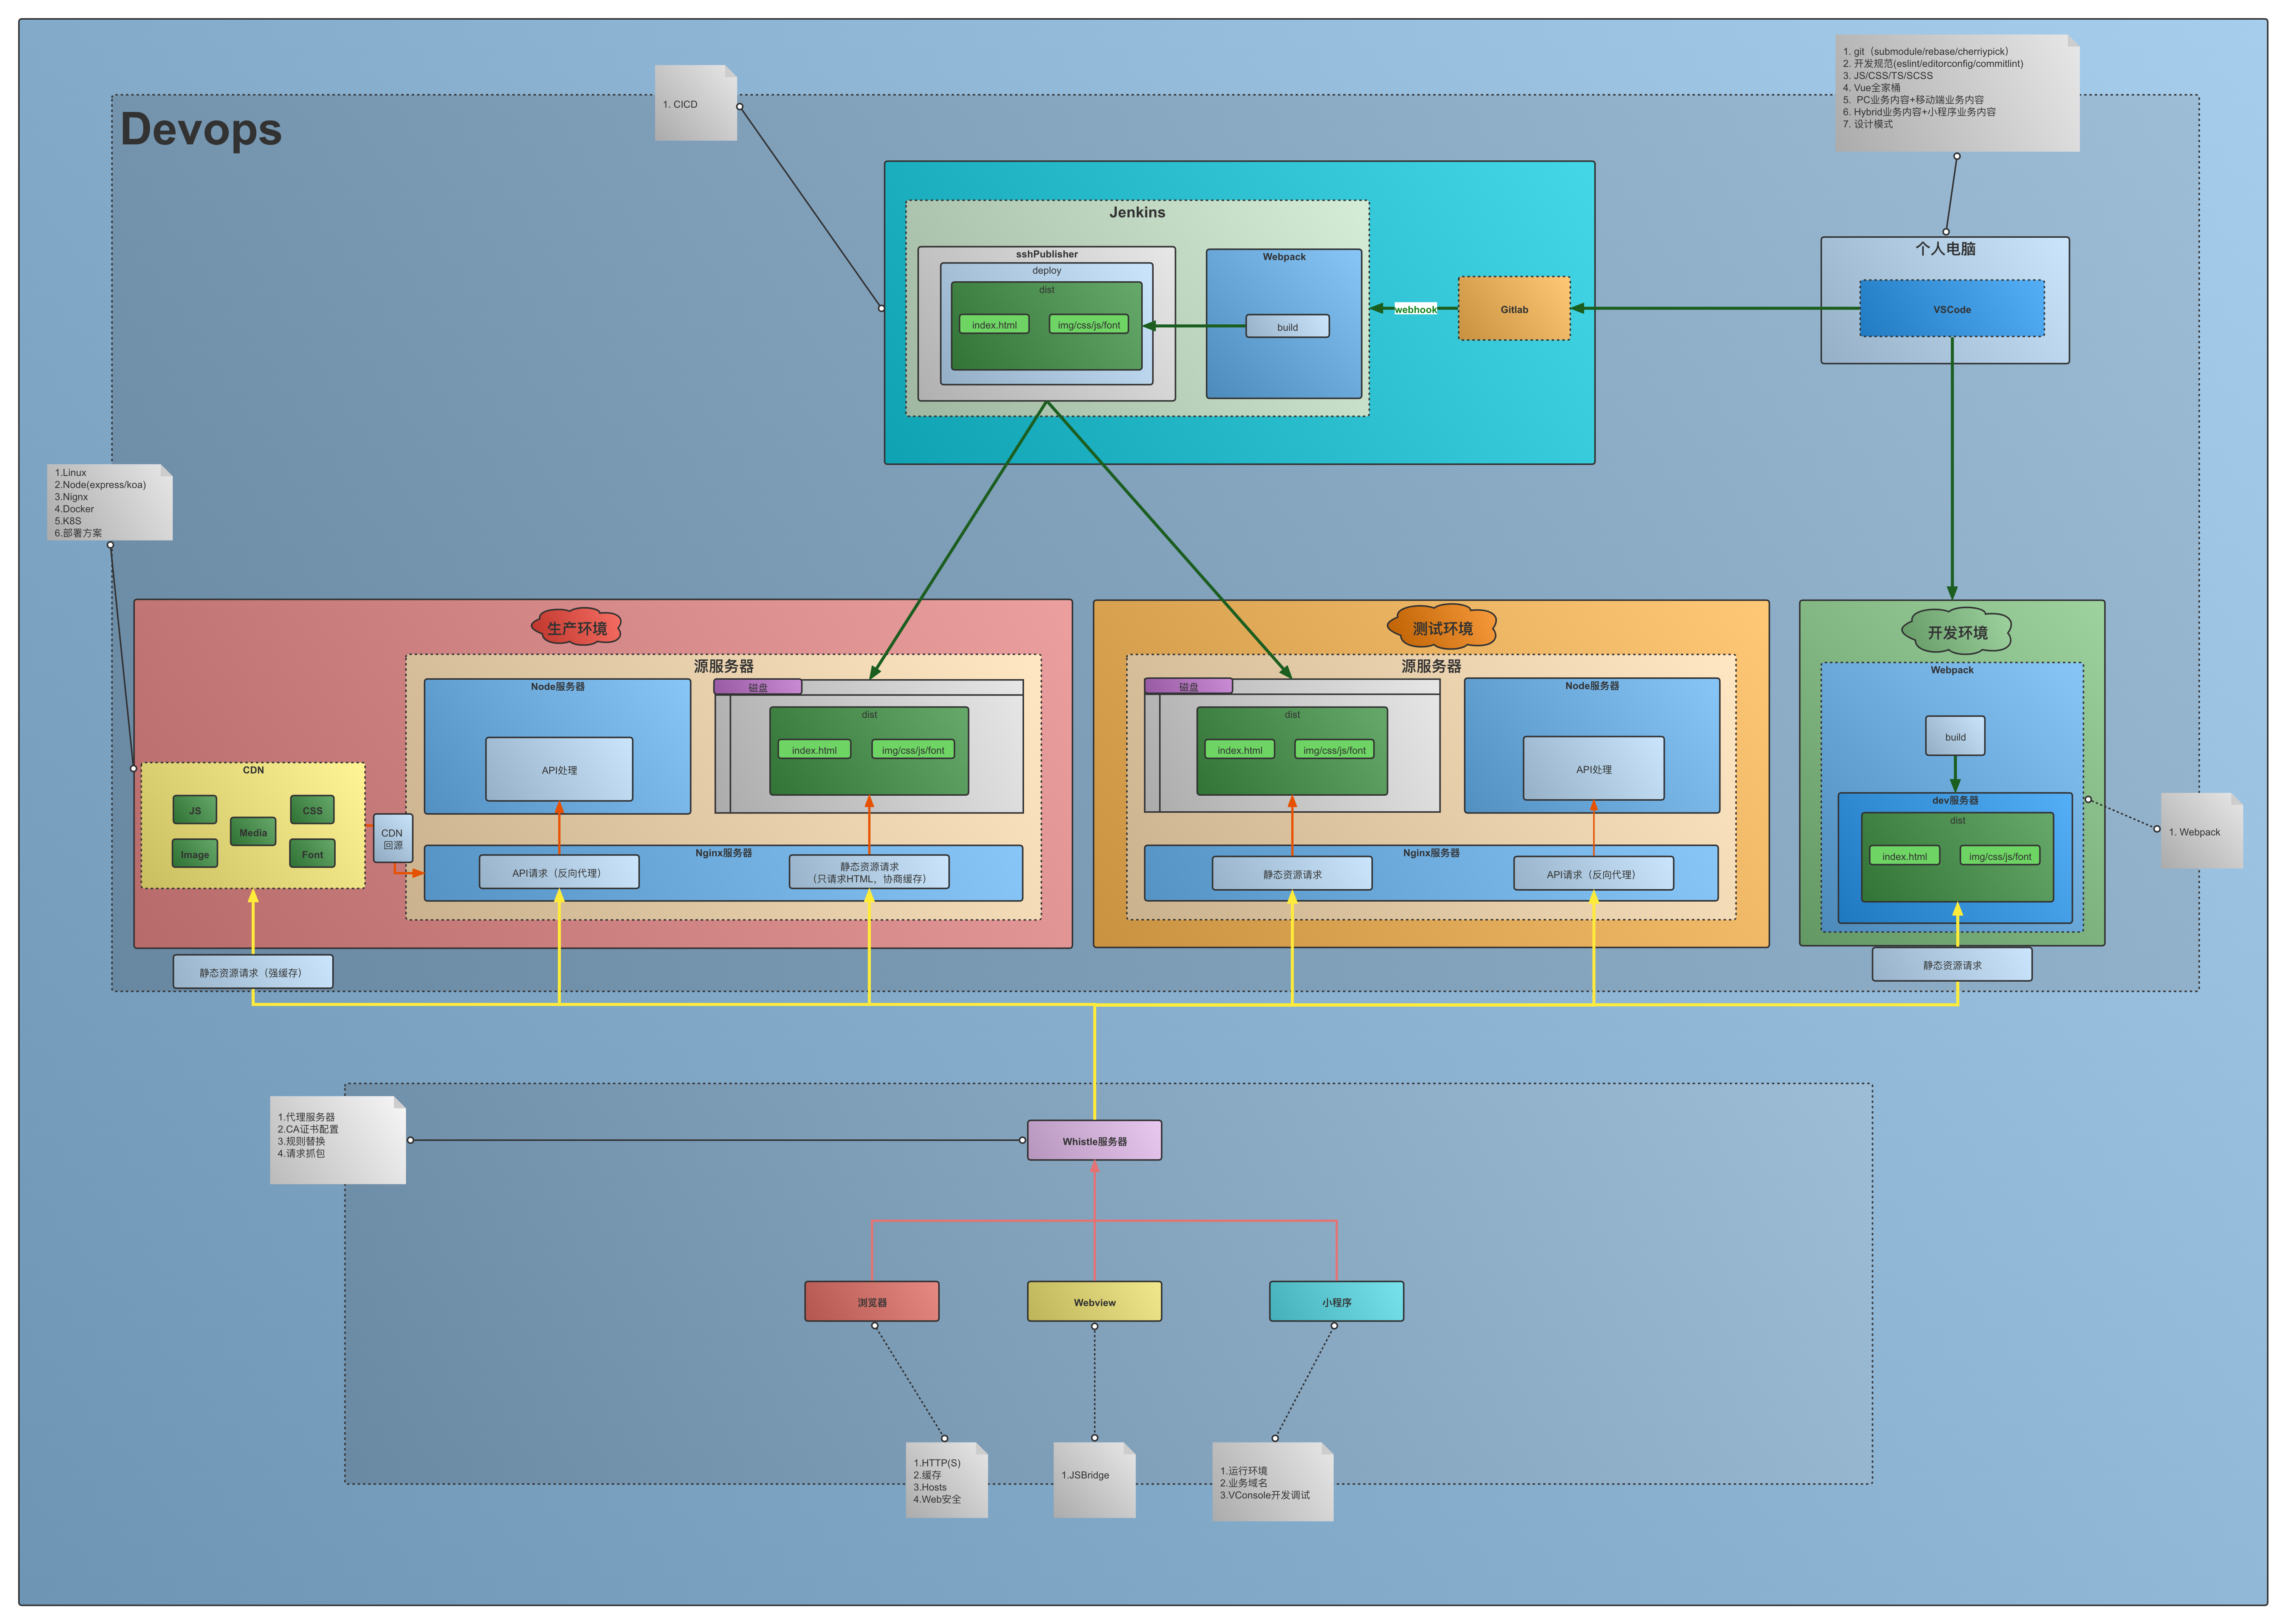 1. git（submodule/rebase/cherriypick）
2. 开发规范(eslint/editorconfig/commitlint)
3. JS/CSS/TS/SCSS
4. Vue全家桶
5.  PC业务内容+移动端业务内容
6. Hybrid业务内容+小程序业务内容
7. 设计模式
1. CICD
Devops
Jenkins
sshPublisher
deploy
dist
index.html
img/css/js/font
Webpack
build
webhook
Gitlab
个人电脑
VSCode
1.Linux
2.Node(express/koa)
3.Nignx
4.Docker
5.K8S
6.部署方案
生产环境
源服务器
Node服务器
API处理
磁盘
dist
index.html
img/css/js/font
CDN
JS
CSS
Media
Image
Font
CDN
回源
Nginx服务器
API请求（反向代理）
静态资源请求
（只请求HTML，协商缓存）
静态资源请求（强缓存）
测试环境
源服务器
磁盘
dist
index.html
img/css/js/font
Node服务器
API处理
Nginx服务器
静态资源请求
API请求（反向代理）
开发环境
Webpack
build
dev服务器
dist
index.html
img/css/js/font
静态资源请求
1. Webpack
1.代理服务器
2.CA证书配置
3.规则替换
4.请求抓包
Whistle服务器
浏览器
Webview
小程序
1.HTTP(S)
2.缓存
3.Hosts
4.Web安全
1.JSBridge
1.运行环境
2.业务域名
3.VConsole开发调试